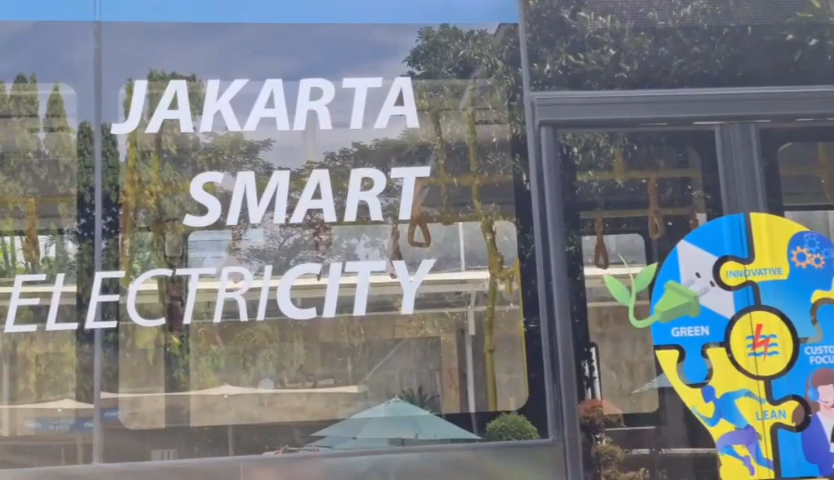 JAKARTA
SMART
ELECTRICITY
INNOVATIVE
GREEN
LEAN